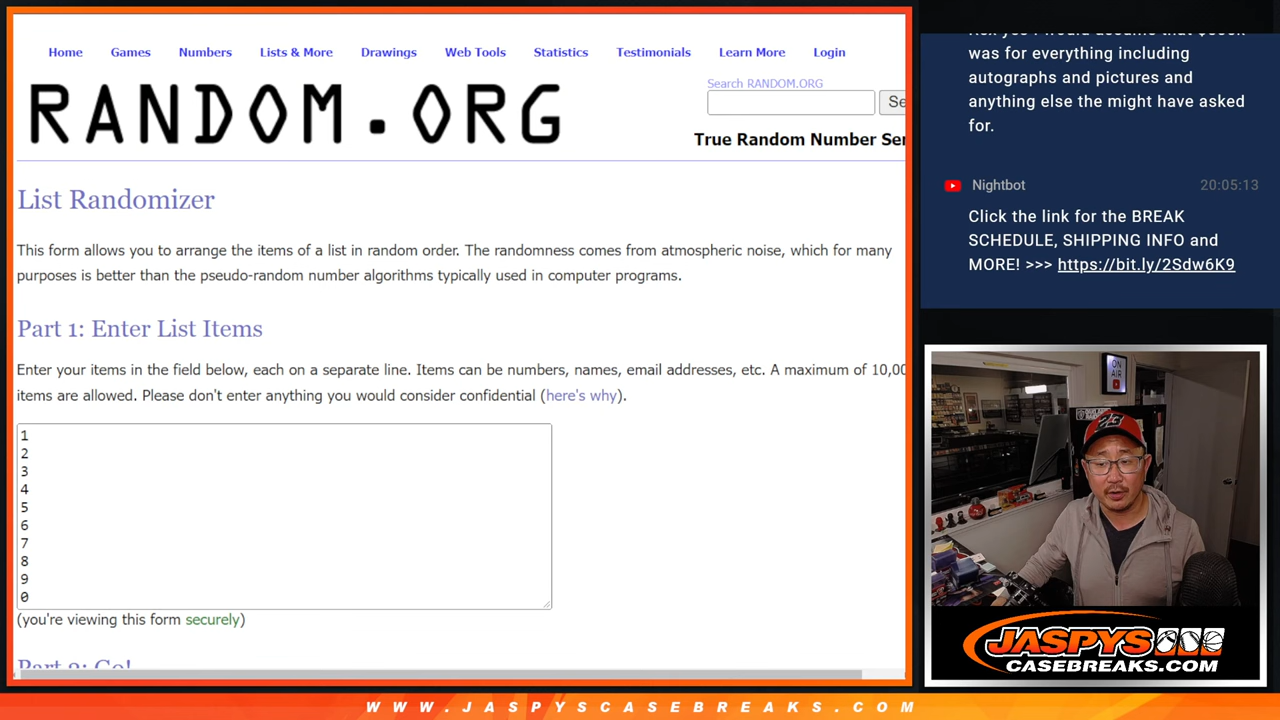 Home Games Numbers Lists & More Drawings Web Tools Statistics Testimonials Learn More Login
Search RANDOM.ORG
RANDOM.ORG
True Random Number
List Randomizer
This form allows you to arrange the items of a list in random order. The randomness comes from atmospheric noise, which for many
purposes is better than the pseudo-random number algorithms typically used in computer programs.
Part 1: Enter List Items
Enter your items in the field below, each on a separate line. Items can be numbers, names, email addresses, etc. A maximum of
items are allowed. Please don't enter anything you would consider confidential (here's why).
1
2
3
4
5
6
7
8
9
0
(you're viewing this form securely)
Part 2: Go!
was for everything including
autographs and pictures and
anything else the might have asked
for.
Nightbot 20:05:13
Click the link for the BREAK
SCHEDULE, SHIPPING INFO and
MORE! >>> https://bit.ly/2Sdw6K9
ON
AIR
JASPYS
CASEBREAKS.COM
WWW.JASPYSCASEBREAKS.COM